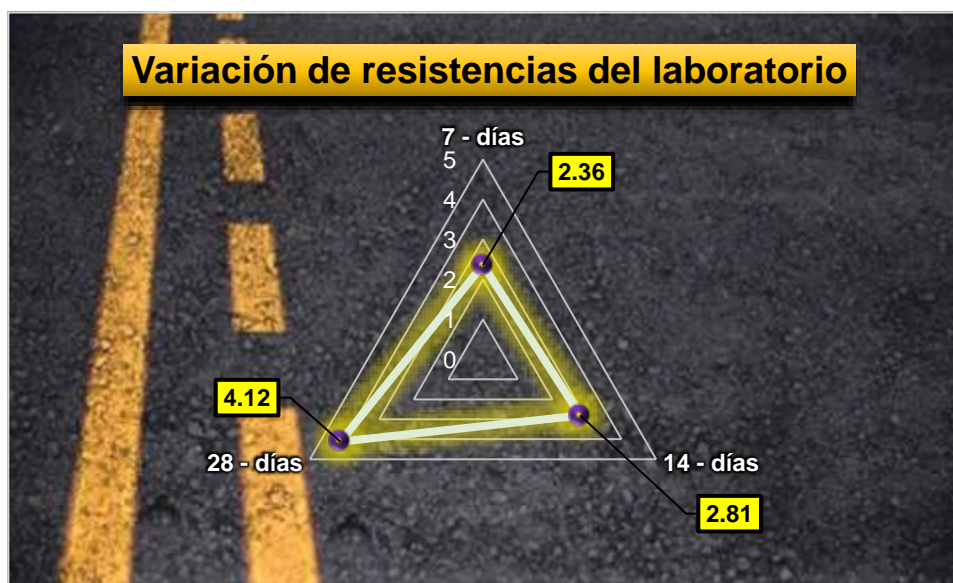 Variación de resistencias del laboratorio
7 - días
5
2.36
4
3
2
1
0
4.12
28 - días
14 - días
2.81